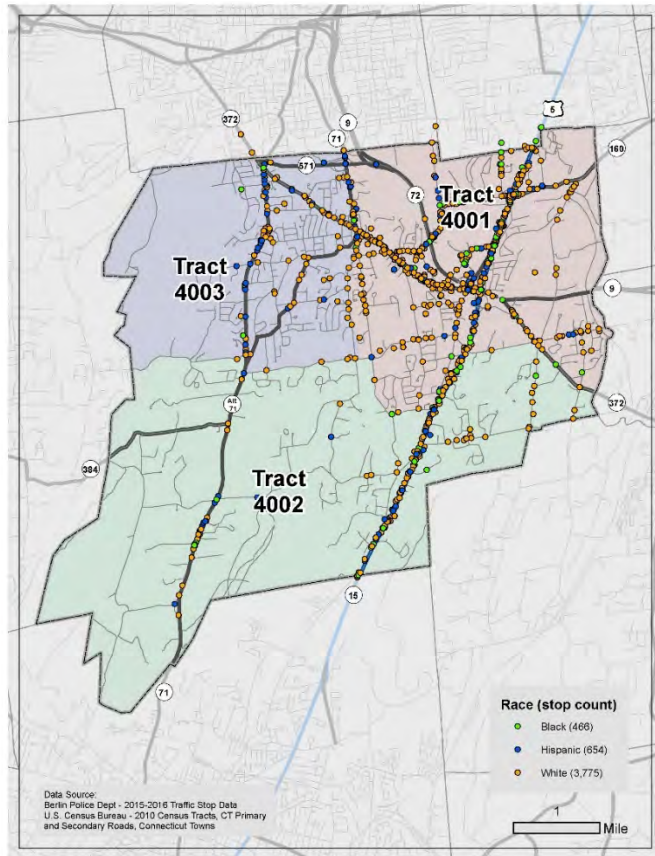 5
372
9
71
571
160
72
Tract
4001
Tract
4003
9
372
Alt
71
384
Tract
4002
15
71
Race (stop count)
Black (466)
Hispanic (654)
White (3,775)
Data Source:
Berlin Police Dept - 2015-2016 Traffic Stop Data
U.S. Census Bureau - 2010 Census Tracts, CT Primary
and Secondary Roads, Connecticut Towns
1
Mile